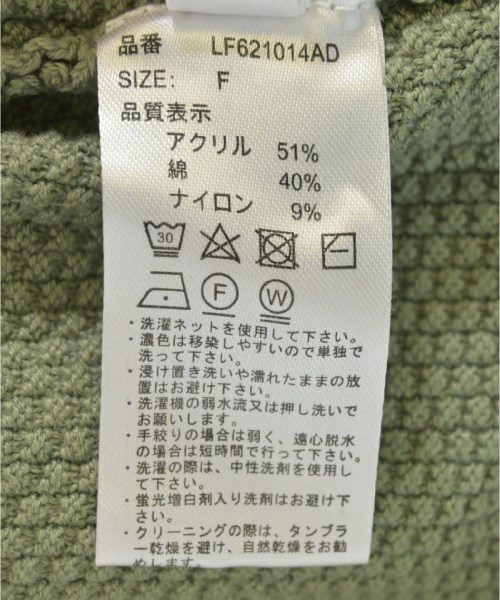 品番 LF621014AD
SIZE: F
品質表示
アクリル 51%
綿 40%
ナイロン 9%
30
F W
・洗濯ネットを使用して下さい。
・濃色は移染しやすいので単独で
洗って下さい。
・浸け置き洗いや濡れたままの放
置はお避け下さい。
・洗濯機の弱水流又は押し洗いで
お願いします。
・手絞りの場合は弱く、遠心脱水
の場合は短時間で行って下さい。
・洗濯の際は、中性洗剤を使用し
て下さい。
・蛍光増白剤入り洗剤はお避け下
さい。
・クリーニングの際は、タンブラ
ー乾燥を避け、自然乾燥をお勧
めします。